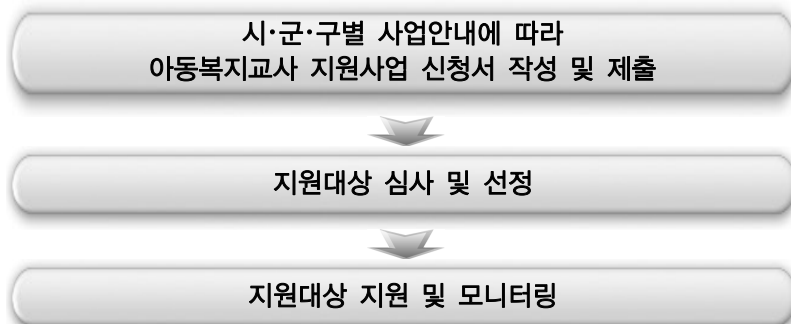 시·군·구별 사업안내에 따라
아동복지교사 지원사업 신청서 작성 및 제출
지원대상 심사 및 선정
지원대상 지원 및 모니터링